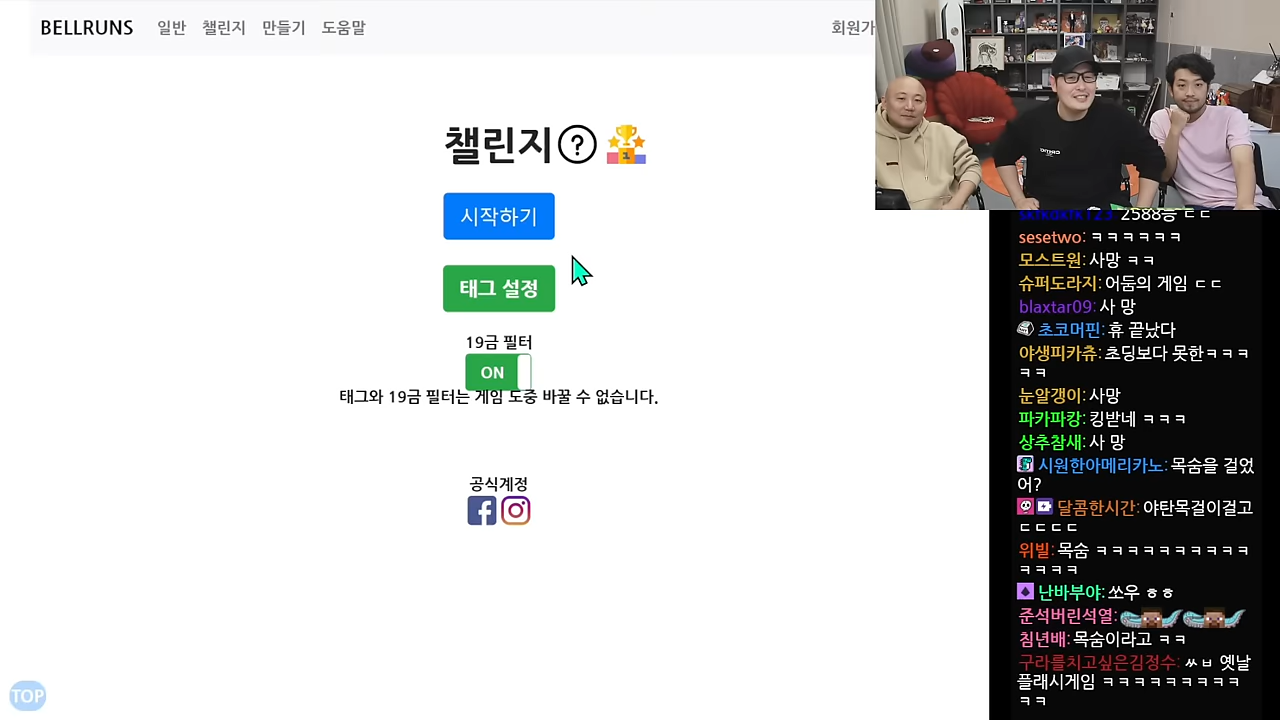 BELLRUNS 일반 챌린지 만들기 도움말 회원가
챌린지? 1
시작하기
태그 설정
19금 필터
ON
태그와 19금 필터는 게임 도중 바꿀 수 없습니다.
공식계정
TOP
2588층 ㄷㄷ
sesetwo: ㅋㅋㅋㅋㅋㅋ
모스트원: 사망 ㅋㅋ
슈퍼도라지: 어둠의 게임 ㄷㄷ
blaxtar09: 사 망
초코머핀: 휴 끝났다
야생피카츄: 초딩보다 못한ㅋㅋㅋ
ㅋㅋ
눈알갱이: 사망
파카파캉: 킹받네 ㅋㅋㅋ
상추참새: 사 망
시원한아메리카노: 목숨을 걸었
어?
달콤한시간: 야탄목걸이걸고
ㄷㄷㄷㄷ
위빌: 목숨 ㅋㅋㅋㅋㅋㅋㅋㅋㅋㅋ
ㅋㅋㅋㅋ
난바부야: 쏘우 ㅎㅎ
준석버린석열:
침년배: 목숨이라고 ㅋㅋ
구라를치고싶은김정수: ㅆㅂ 옛날
플래시게임 ㅋㅋㅋㅋㅋㅋㅋㅋㅋ
ㅋㅋ